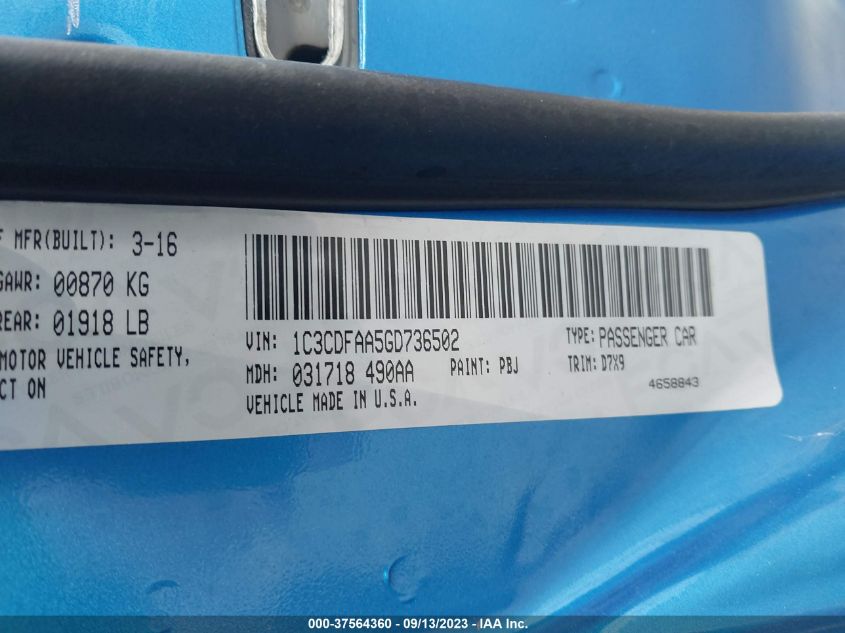 F MFR(BUILT): 3-16
GAWR: 00870 KG
REAR: 01918 LB
MOTOR VEHICLE SAFETY,
CT ON
VIN: 1C3CDFAA5GD736502 TYPE: PASSENGER CAR
MDH: 031718 490AA PAINT: PBJ TRIM: D7X9
VEHICLE MADE IN U.S.A. 4658843
000-37564360 - 09/13/2023 - IAA Inc.